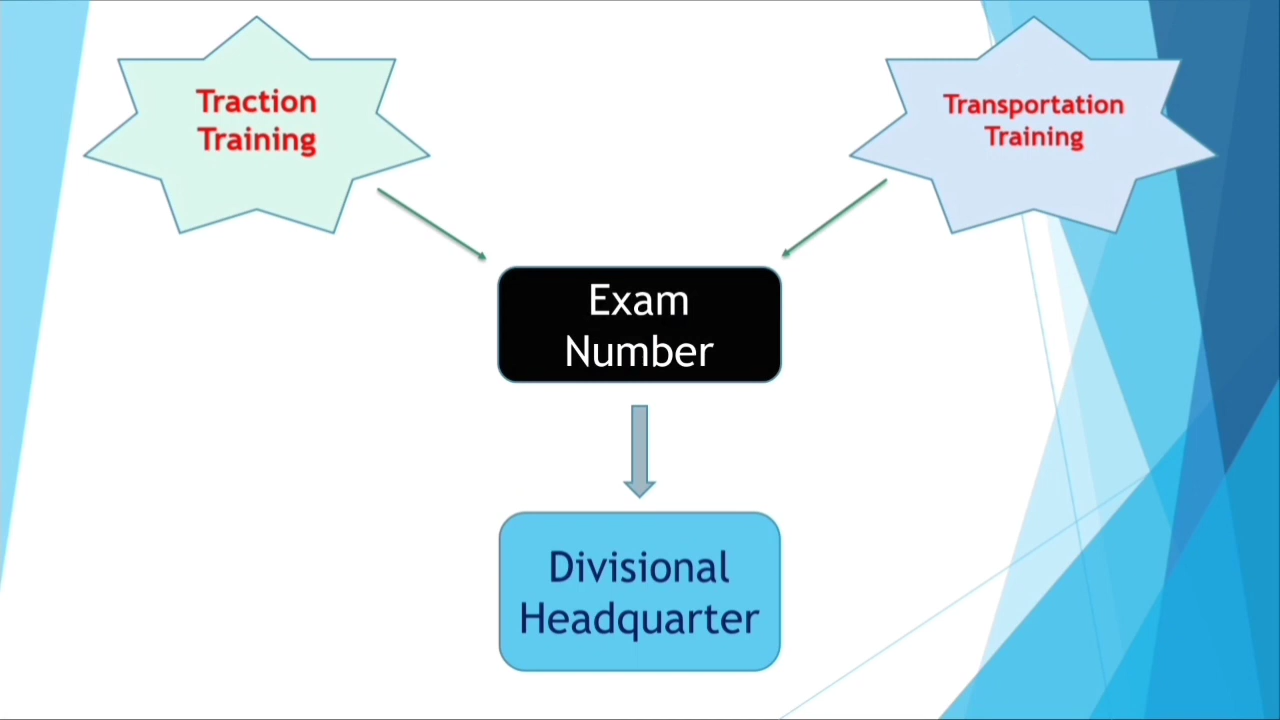 Traction
Training
Transportation
Training
Exam
Number
Divisional
Headquarter